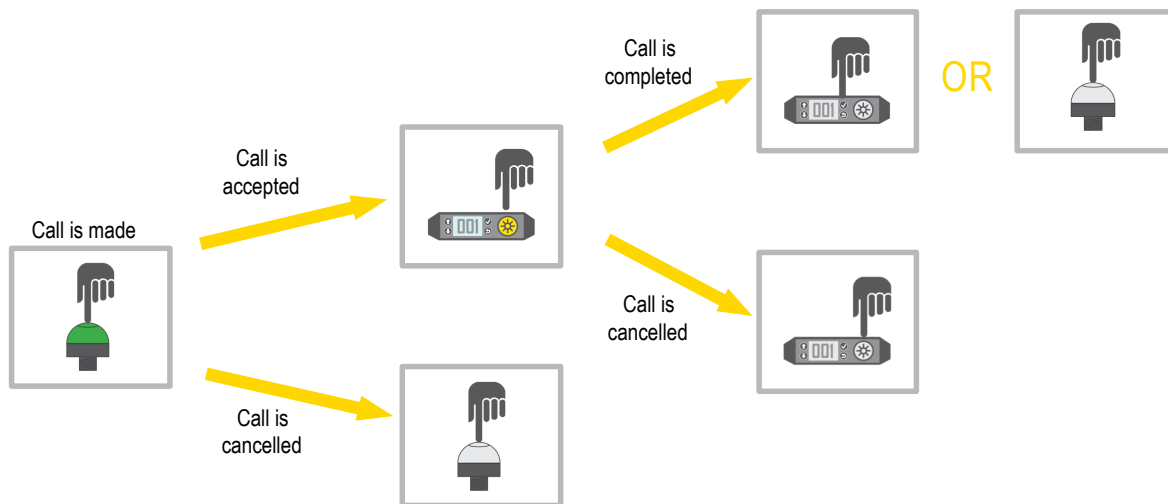 Call is made
Call is
accepted
001
Call is
cancelled
Call is
completed
001
OR
Call is
cancelled
001